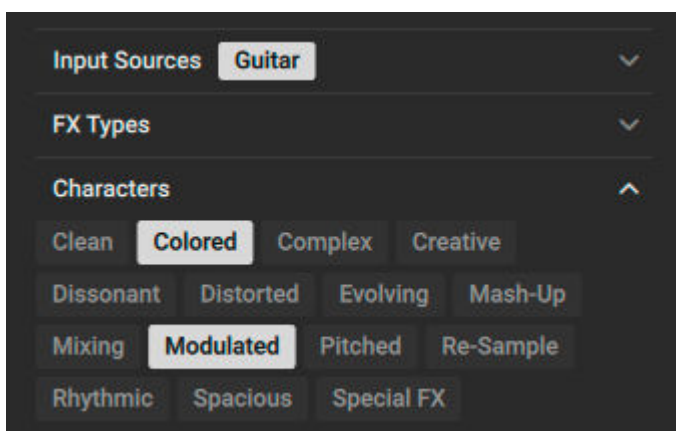 Input Sources Guitar
FX Types
Characters
Clean Colored Complex Creative
Dissonant Distorted Evolving Mash-Up
Mixing Modulated Pitched Re-Sample
Rhythmic Spacious Special FX